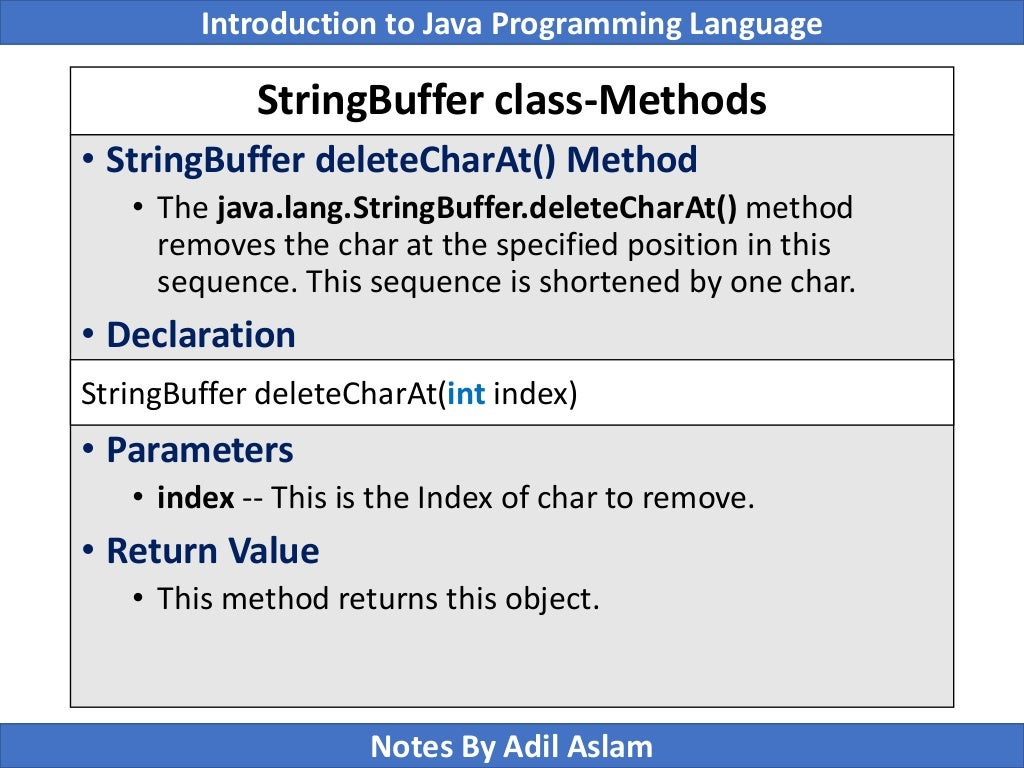 Introduction to Java Programming Language
StringBuffer class-Methods
• StringBuffer deleteCharAt() Method
• The java.lang.StringBuffer.deleteCharAt() method
removes the char at the specified position in this
sequence. This sequence is shortened by one char.
• Declaration
StringBuffer deleteCharAt(int index)
• Parameters
• index -- This is the Index of char to remove.
• Return Value
• This method returns this object.
Notes By Adil Aslam